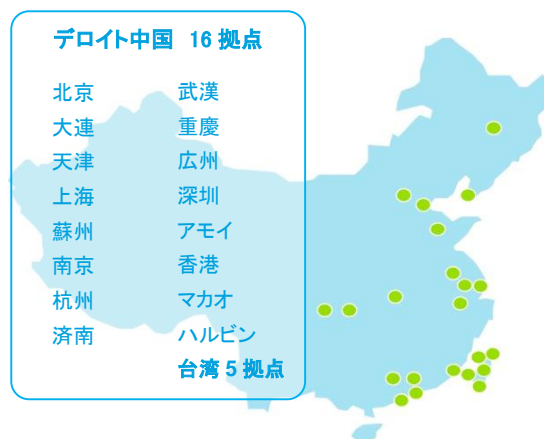 デロイト中国 16 拠点
北京 武漢
大連 重慶
天津 広州
上海 深圳
蘇州 アモイ
南京 香港
杭州 マカオ
済南 ハルビン
台湾 5 拠点